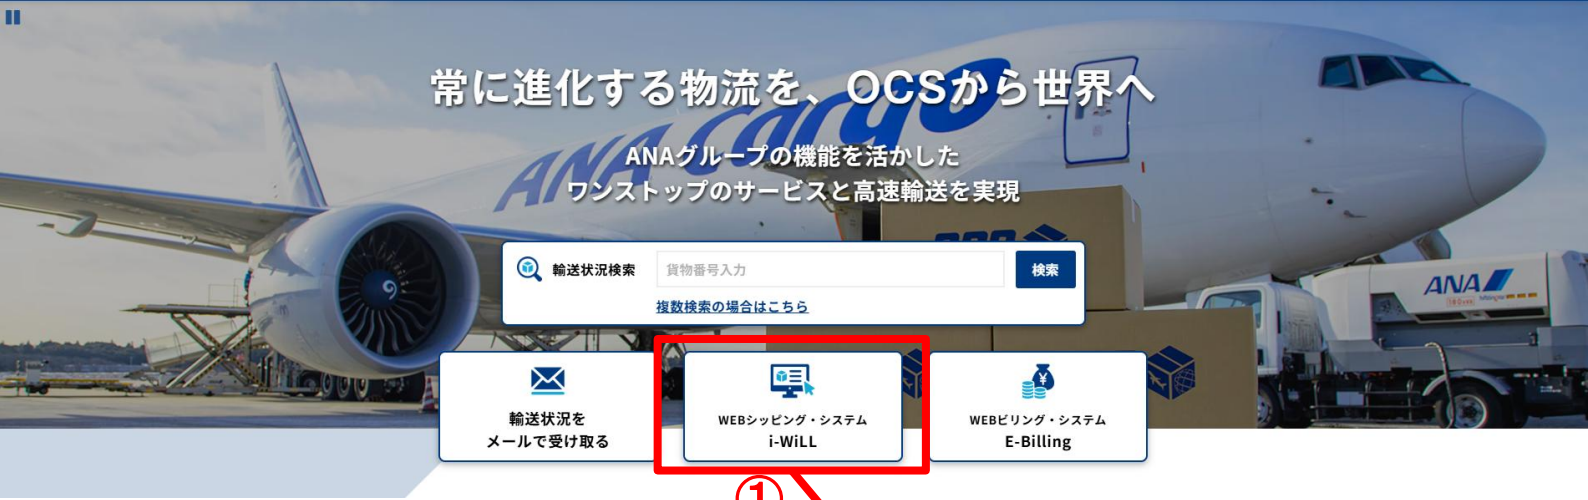 常に進化する物流を、OCSから世界へ
ANA Cargo
ANAグループの機能を活かした
ワンストップのサービスと高速輸送を実現
輸送状況検索
貨物番号入力
検索
複数検索の場合はこちら
ANA
輸送状況を
メールで受け取る
WEBシッピング・システム
i-WiLL
WEBビリング・システム
E-Billing
①